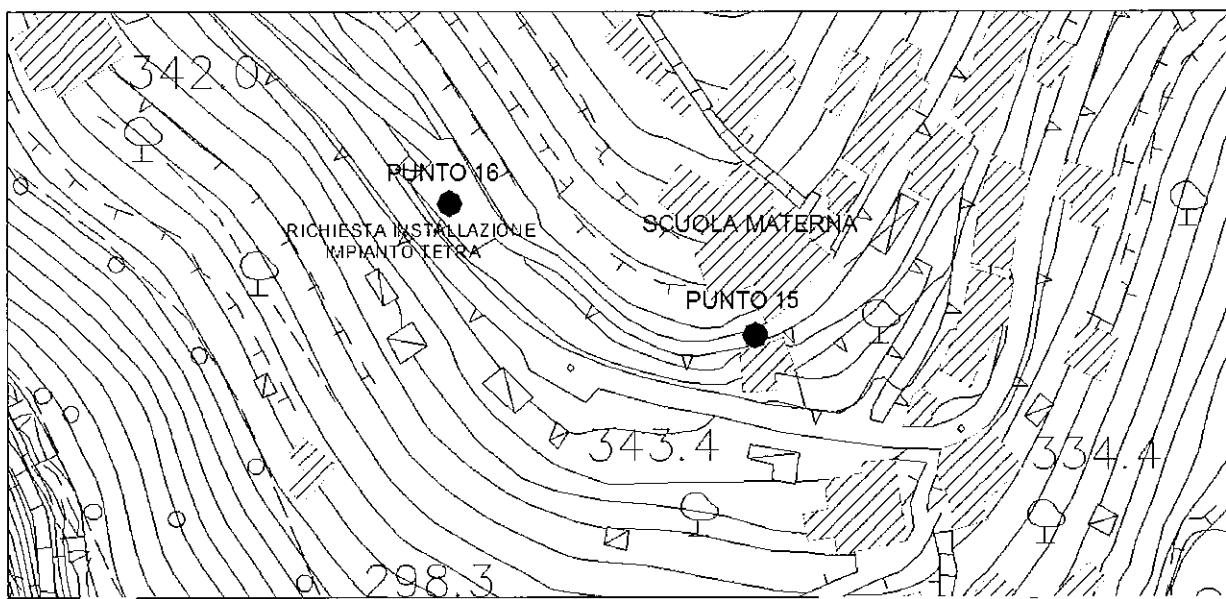 342.0
PUNTO 16
RICHIESTA INSTALLAZIONE
IMPIANTO TETRA
SCUOLA MATERNA
PUNTO 15
343.4
334.4
298.3